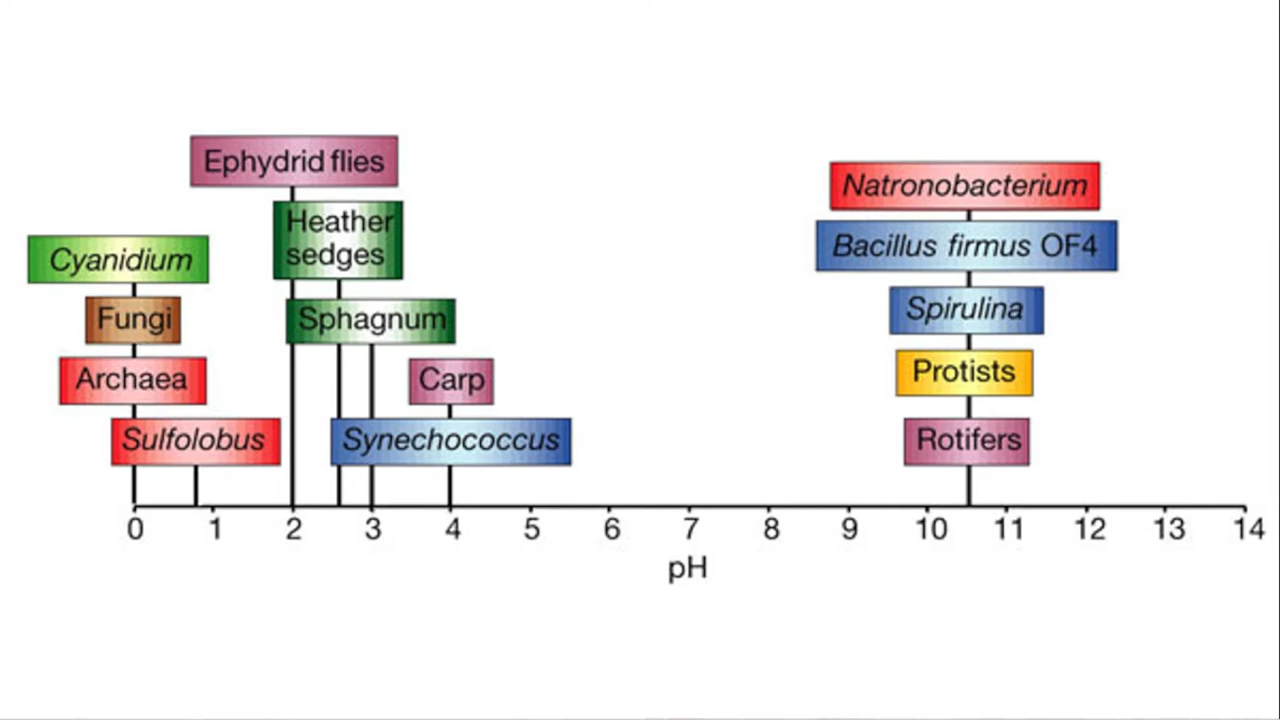 Ephydrid flies
Heather
sedges
Cyanidium
Fungi
Sphagnum
Archaea
Carp
Sulfolobus
Synechococcus
Natronobacterium
Bacillus firmus OF4
Spirulina
Protists
Rotifers
0 1 2 3 4 5 6 7 8 9 10 11 12 13 14
pH